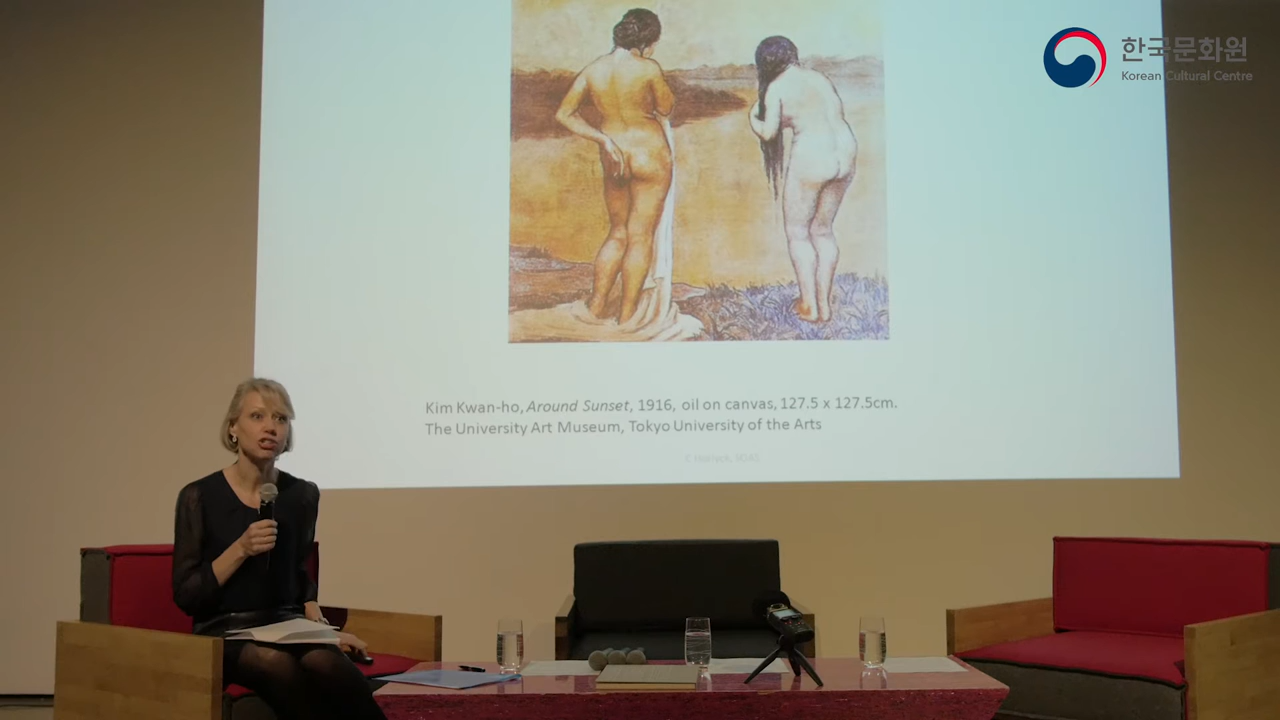 한국문화원
Korean Cultural Centre
Kim Kwan-ho, Around Sunset, 1916, oil on canvas, 127.5 x 127.5cm.
The University Art Museum, Tokyo University of the Arts